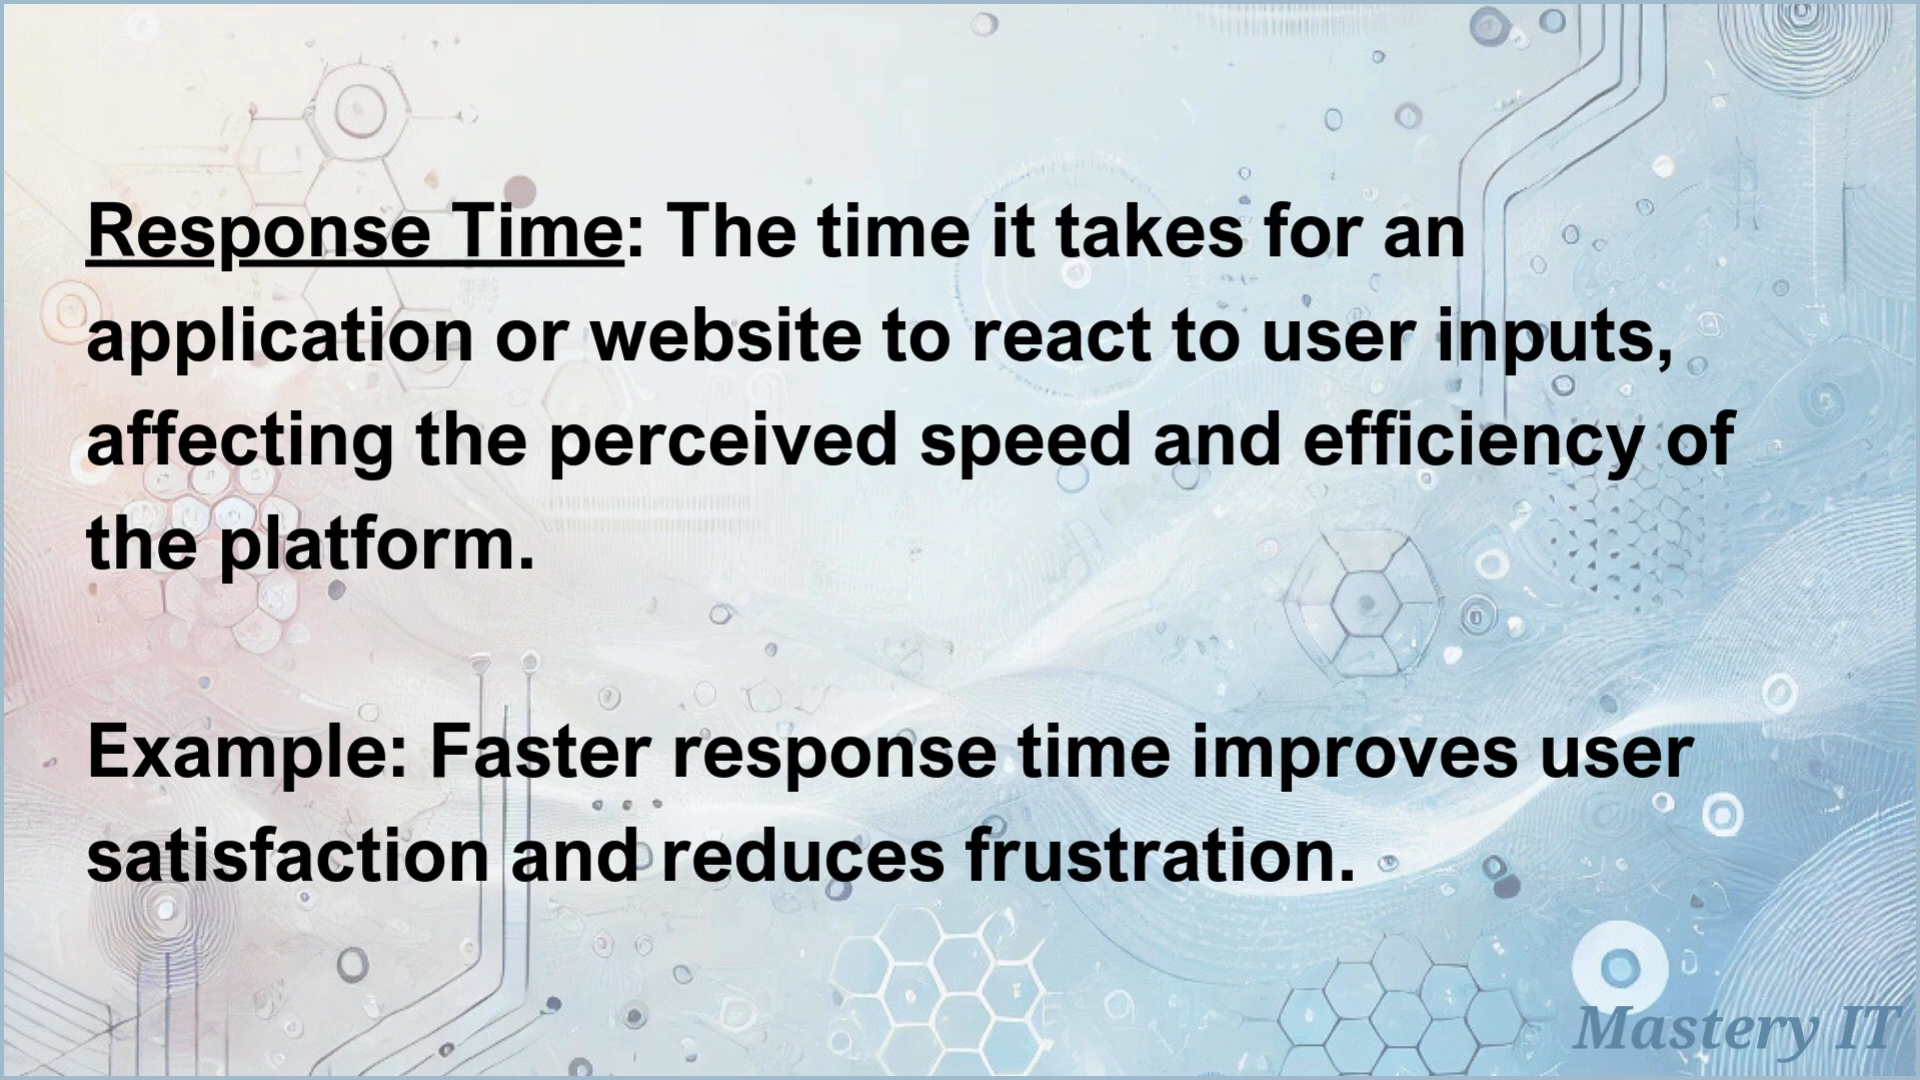 Response Time: The time it takes for an
application or website to react to user inputs,
affecting the perceived speed and efficiency of
the platform.
Example: Faster response time improves user
satisfaction and reduces frustration.
Mastery IT